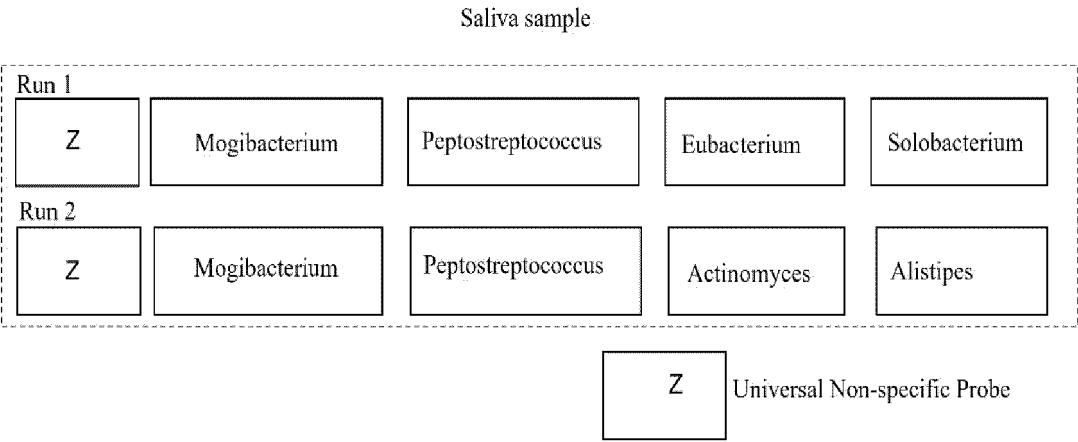 Saliva sample
Run 1
Z Mogibacterium Peptostreptococcus Eubacterium Solobacterium
Run 2
Z Mogibacterium Peptostreptococcus Actinomyces Alistipes
Z Universal Non-specific Probe